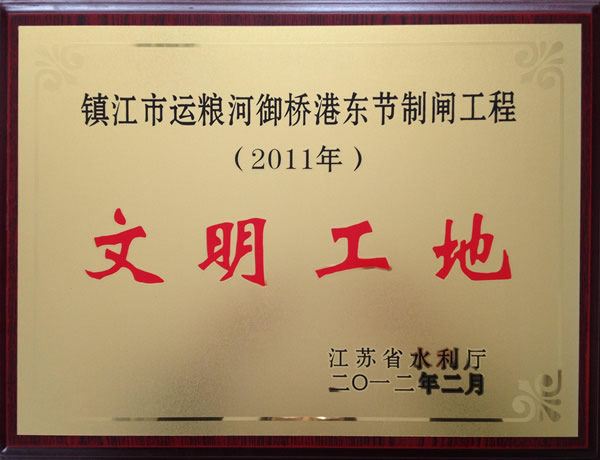 镇江市运粮河御桥港东节制闸工程
（2011年）
文明工地
江苏省水利厅
二〇一二年二月